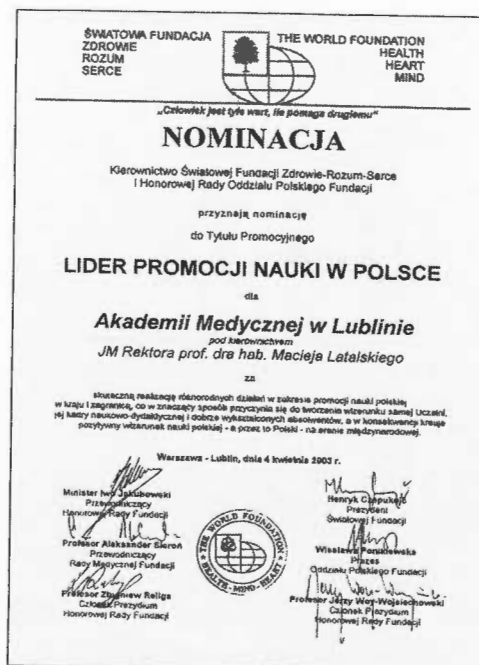 ŚWIATOWA FUNDACJA
ZDROWIE
ROZUM
SERCE
THE WORLD FOUNDATION
HEALTH
HEART
MIND
„Człowiek jest tyle wart, ile pomaga drugiemu"
NOMINACJA
Kierownictwo Światowej Fundacji Zdrowie-Rozum-Serce
i Honorowej Rady Oddziału Polskiego Fundacji
przyznają nominację
do Tytułu Promocyjnego
LIDER PROMOCJI NAUKI W POLSCE
dla
Akademii Medycznej w Lublinie
pod kierownictwem
JM Rektora prof. dra hab. Macieja Latalskiego
za
skuteczną realizację różnorodnych działań w zakresie promocji nauki polskiej
w kraju i zagranicą, co w znaczący sposób przyczynia się do tworzenia wizerunku samej Uczelni,
jej kadry naukowo-dydaktycznej i dobrze wykształconych absolwentów, a w konsekwencji kreuje
pozytywny wizerunek nauki polskiej - a przez to Polski - na arenie międzynarodowej.
Warszawa - Lublin, dnia 4 kwietnia 2003 r.
Minister Iwo Jakubowski
Przewodniczący
Honorowej Rady Fundacji
Henryk
Prezydent
Światowej Fundacji
Profesor Aleksander Sieroń
Przewodniczący
Rady Medycznej Fundacji
THE WORLD FOUNDATION
HEALTH - MIND - HEART
Wiesława
Prezes
Oddziału Polskiego Fundacji
Profesor Zbigniew Religa
Członek Prezydium
Honorowej Rady Fundacji
Profesor Jerzy Woy-Wojciechowski
Członek Prezydium
Honorowej Rady Fundacji